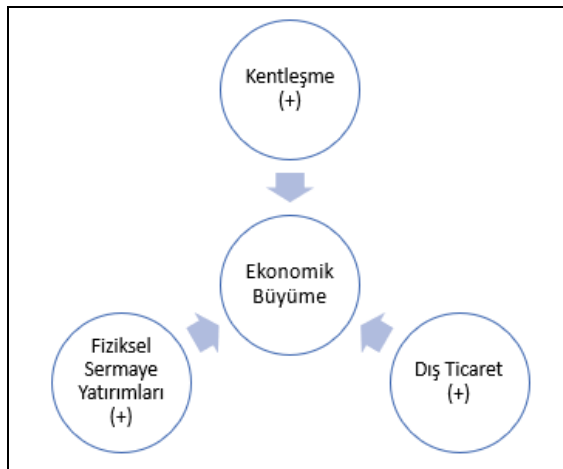 Kentleşme
(+)
Ekonomik
Büyüme
Fiziksel
Sermaye
Yatırımları
(+)
Dış Ticaret
(+)